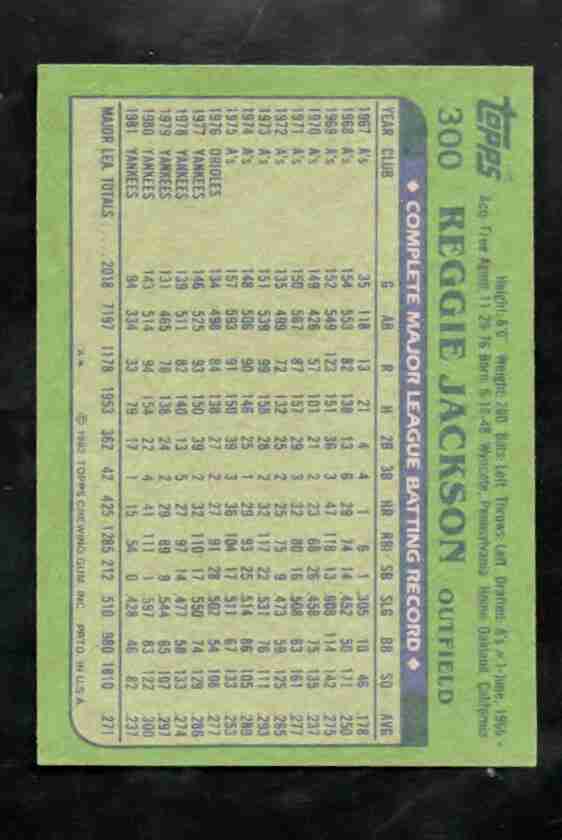 topps
Height: 6'0" Weight: 200 Bats: Left Throws: Left Drafted: A's #1-June, 1966
Acq: Free Agent, 11-29-76 Born: 5-18-46, Wyncote, Pennsylvania Home: Oakland, California
300 REGGIE JACKSON OUTFIELD
◆ COMPLETE MAJOR LEAGUE BATTING RECORD ◆
YEAR CLUB G AB R H 2B 3B HR RBI SB SLG BB SO AVG
1967 A's 35 118 13 21 4 4 1 6 1 .305 10 46 .178
1968 A's 154 553 82 138 13 6 29 74 14 .452 50 171 .250
1969 A's 152 549 123 151 36 3 47 118 13 .608 114 142 .275
1970 A's 149 426 57 101 21 2 23 66 26 .458 75 135 .237
1971 A's 150 567 87 157 29 3 32 80 16 .508 63 161 .277
1972 A's 135 499 72 132 25 2 25 75 9 .473 59 125 .265
1973 A's 151 539 99 158 28 2 32 117 22 .531 76 111 .293
1974 A's 148 506 90 146 25 1 29 93 25 .514 86 105 .289
1975 A's 157 593 91 150 39 3 36 104 17 .511 67 133 .253
1976 ORIOLES 134 498 84 138 27 2 27 91 28 .502 54 108 .277
1977 YANKEES 146 525 93 150 39 2 32 110 17 .550 74 129 .286
1978 YANKEES 139 511 82 140 13 5 27 97 14 .477 58 133 .274
1979 YANKEES 131 465 78 138 24 2 29 89 9 .544 65 107 .297
1980 YANKEES 143 514 94 154 22 4 41 111 1 .597 83 122 .300
1981 YANKEES 94 334 33 79 17 1 15 54 0 .428 46 82 .237
MAJOR LEA. TOTALS .... 2018 7197 1178 1953 362 42 425 1285 212 .510 980 1810 .271
** © 1982 TOPPS CHEWING GUM, INC. PRTD. IN U.S.A.